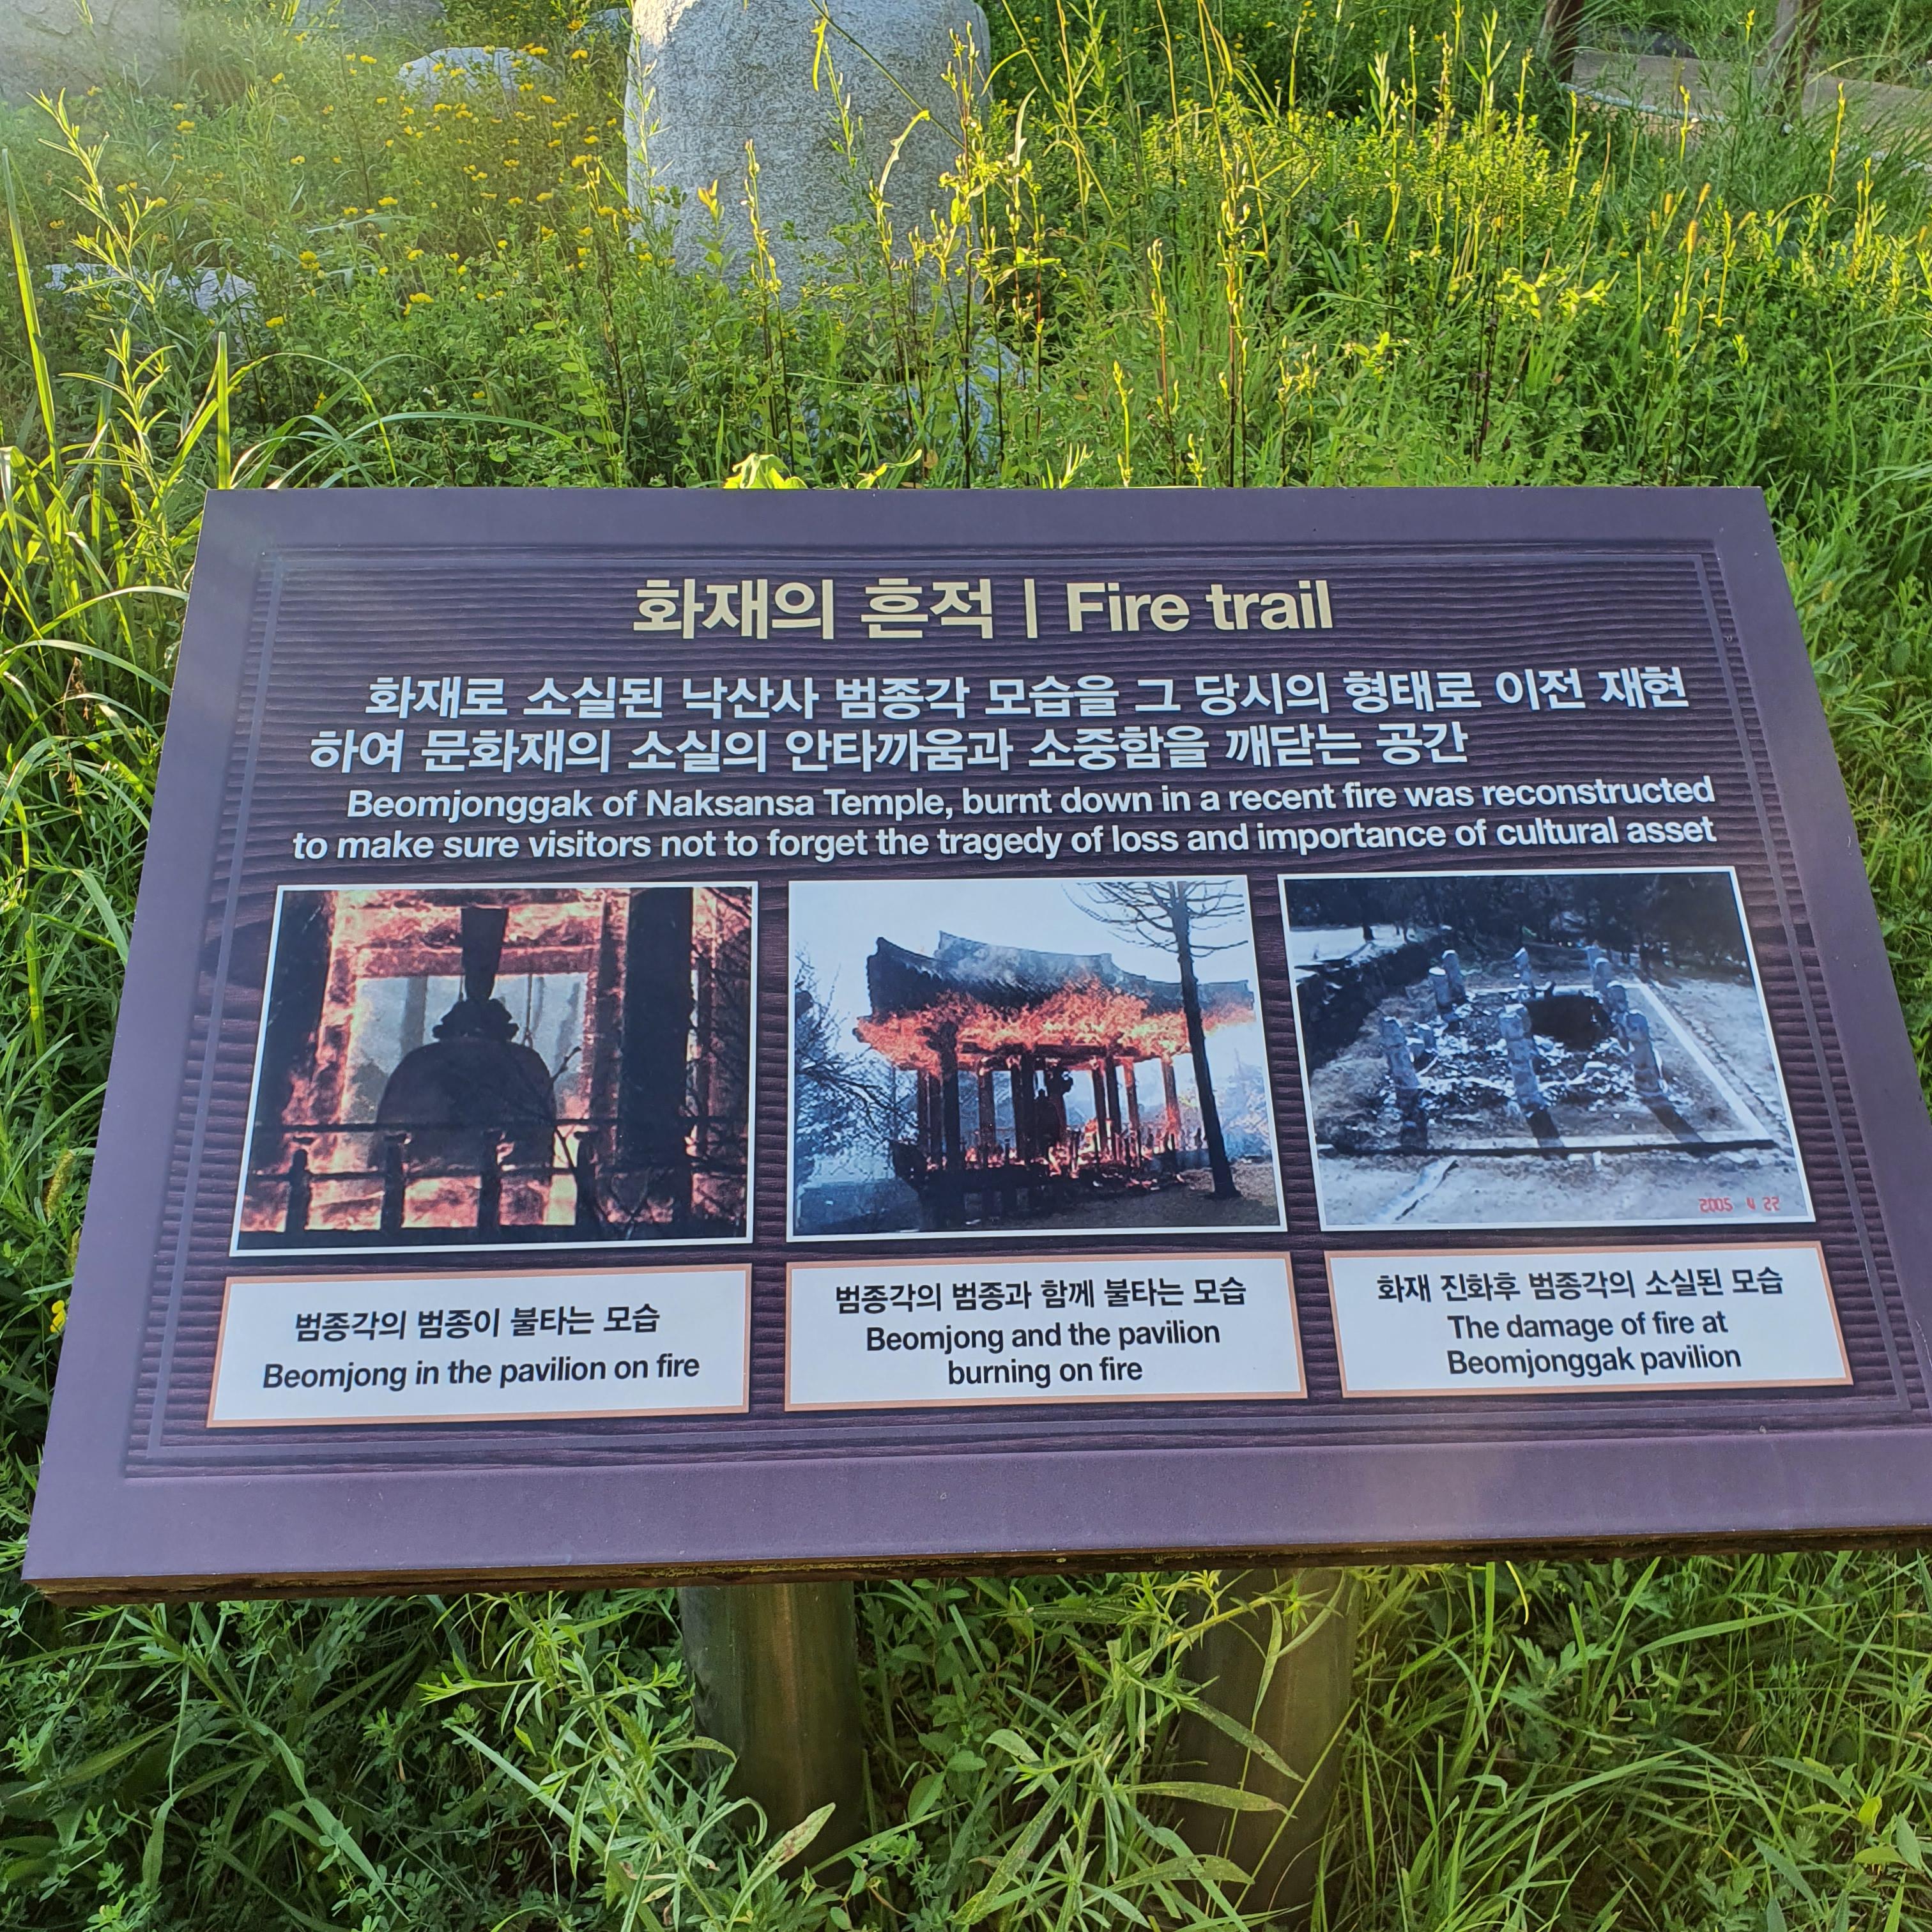 화재의 흔적 | Fire trail
화재로 소실된 낙산사 범종각 모습을 그 당시의 형태로 이전 재현
하여 문화재의 소실의 안타까움과 소중함을 깨닫는 공간
Beomjonggak of Naksansa Temple, burnt down in a recent fire was reconstructed
to make sure visitors not to forget the tragedy of loss and importance of cultural asset
범종각의 범종이 불타는 모습
Beomjong in the pavilion on fire
범종각의 범종과 함께 불타는 모습
Beomjong and the pavilion
burning on fire
2005 4 22
화재 진화후 범종각의 소실된 모습
The damage of fire at
Beomjonggak pavilion